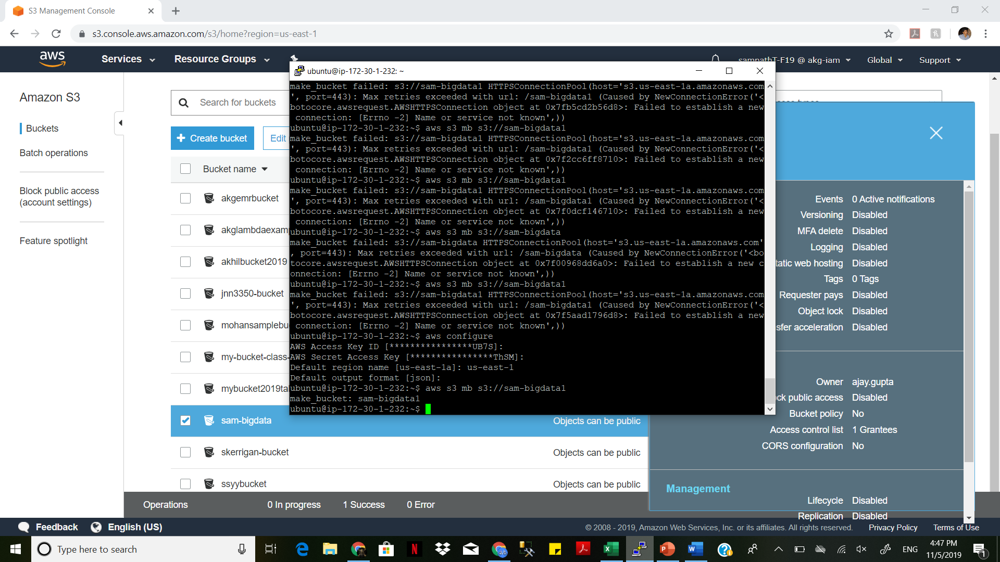 S3 Management Console
s3.console.aws.amazon.com/s3/home?region=us-east-1
aws
Services
Resource Groups
sampathT-F19 @ akg-iam
Global
Support
Amazon S3
Buckets
Batch operations
Block public access
(account settings)
Feature spotlight
Search for buckets
+ Create bucket
Edit
Bucket name
akgemrbucket
akglambdaexam
akhilbucket2019
jnn3350-bucket
mohansamplebu
my-bucket-class-
mybucket2019ta
sam-bigdata
Objects can be public
skerrigan-bucket
Objects can be public
ssyybucket
Objects can be public
ubuntu@ip-172-30-1-232: ~
make_bucket failed: s3://sam-bigdata1 HTTPSConnectionPool(host='s3.us-east-1a.amazonaws.com
', port=443): Max retries exceeded with url: /sam-bigdata1 (Caused by NewConnectionError('<
botocore.awsrequest.AWSHTTPSConnection object at 0x7fb5cd2b56d8>: Failed to establish a new
 connection: [Errno -2] Name or service not known',))
ubuntu@ip-172-30-1-232:~$ aws s3 mb s3://sam-bigdata1
make_bucket failed: s3://sam-bigdata1 HTTPSConnectionPool(host='s3.us-east-1a.amazonaws.com
', port=443): Max retries exceeded with url: /sam-bigdata1 (Caused by NewConnectionError('<
botocore.awsrequest.AWSHTTPSConnection object at 0x7f2cc6ff8710>: Failed to establish a new
 connection: [Errno -2] Name or service not known',))
ubuntu@ip-172-30-1-232:~$ aws s3 mb s3://sam-bigdata1
make_bucket failed: s3://sam-bigdata1 HTTPSConnectionPool(host='s3.us-east-1a.amazonaws.com
', port=443): Max retries exceeded with url: /sam-bigdata1 (Caused by NewConnectionError('<
botocore.awsrequest.AWSHTTPSConnection object at 0x7f0dcf146710>: Failed to establish a new
 connection: [Errno -2] Name or service not known',))
ubuntu@ip-172-30-1-232:~$ aws s3 mb s3://sam-bigdata
make_bucket failed: s3://sam-bigdata HTTPSConnectionPool(host='s3.us-east-1a.amazonaws.com'
, port=443): Max retries exceeded with url: /sam-bigdata (Caused by NewConnectionError('<bo
tocore.awsrequest.AWSHTTPSConnection object at 0x7f00968dd6a0>: Failed to establish a new c
onnection: [Errno -2] Name or service not known',))
ubuntu@ip-172-30-1-232:~$ aws s3 mb s3://sam-bigdata1
make_bucket failed: s3://sam-bigdata1 HTTPSConnectionPool(host='s3.us-east-1a.amazonaws.com
', port=443): Max retries exceeded with url: /sam-bigdata1 (Caused by NewConnectionError('<
botocore.awsrequest.AWSHTTPSConnection object at 0x7f5aad1796d8>: Failed to establish a new
 connection: [Errno -2] Name or service not known',))
ubuntu@ip-172-30-1-232:~$ aws configure
AWS Access Key ID [****************UB7S]:
AWS Secret Access Key [****************ThSM]:
Default region name [us-east-1a]: us-east-1
Default output format [json]:
ubuntu@ip-172-30-1-232:~$ aws s3 mb s3://sam-bigdata1
make_bucket: sam-bigdata1
ubuntu@ip-172-30-1-232:~$
Events 0 Active notifications
Versioning Disabled
MFA delete Disabled
Logging Disabled
tatic web hosting Disabled
Tags 0 Tags
Requester pays Disabled
Object lock Disabled
sfer acceleration Disabled
Owner ajay.gupta
ck public access Disabled
Bucket policy No
Access control list 1 Grantees
CORS configuration No
Management
Lifecycle Disabled
Replication Disabled
Operations
0 In progress
1 Success
0 Error
Feedback
English (US)
© 2008 - 2019, Amazon Web Services, Inc. or its affiliates. All rights reserved.
Privacy Policy
Terms of Use
Type here to search
ENG
4:47 PM
11/5/2019
1